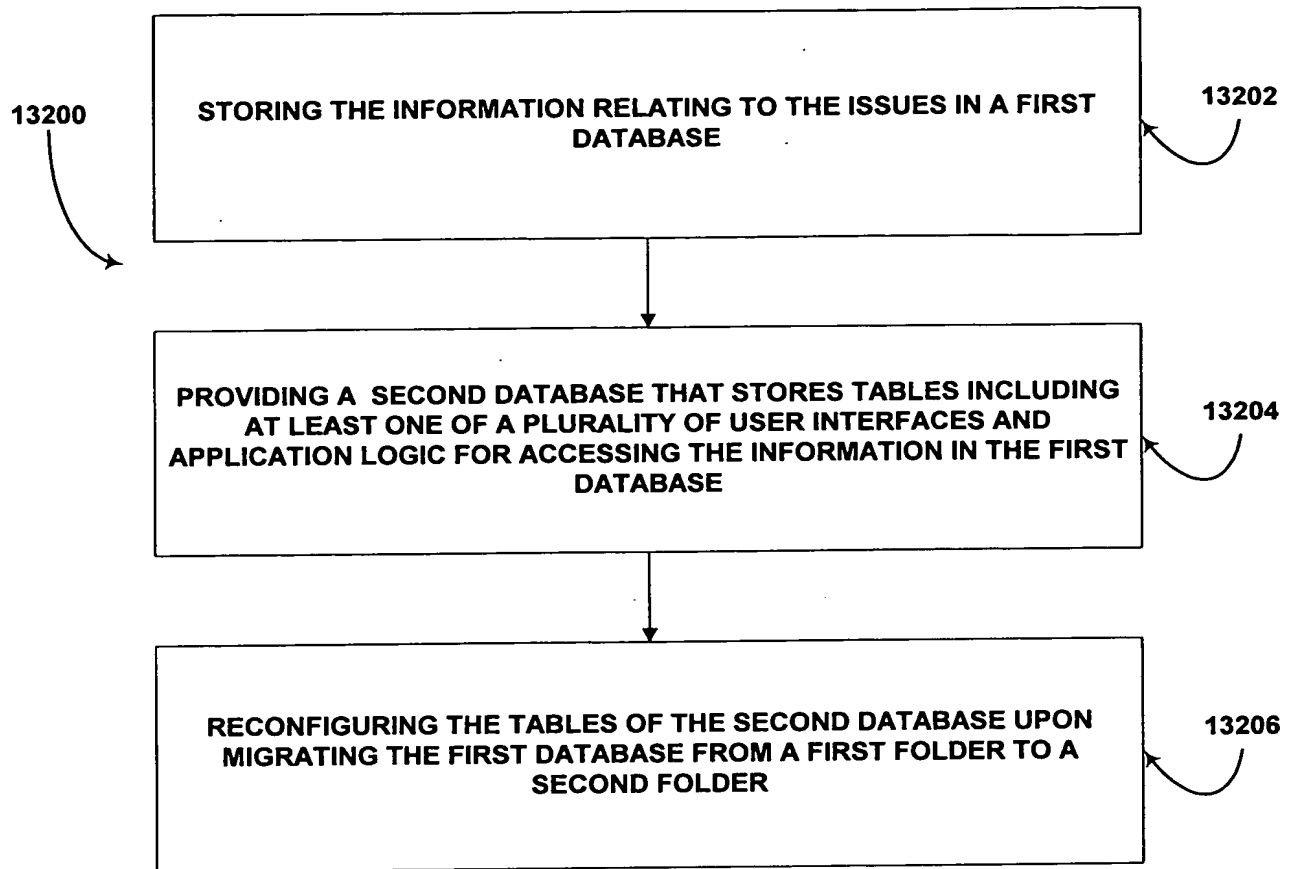 13200
STORING THE INFORMATION RELATING TO THE ISSUES IN A FIRST
DATABASE
13202
PROVIDING A SECOND DATABASE THAT STORES TABLES INCLUDING
AT LEAST ONE OF A PLURALITY OF USER INTERFACES AND
APPLICATION LOGIC FOR ACCESSING THE INFORMATION IN THE FIRST
DATABASE
13204
RECONFIGURING THE TABLES OF THE SECOND DATABASE UPON
MIGRATING THE FIRST DATABASE FROM A FIRST FOLDER TO A
SECOND FOLDER
13206